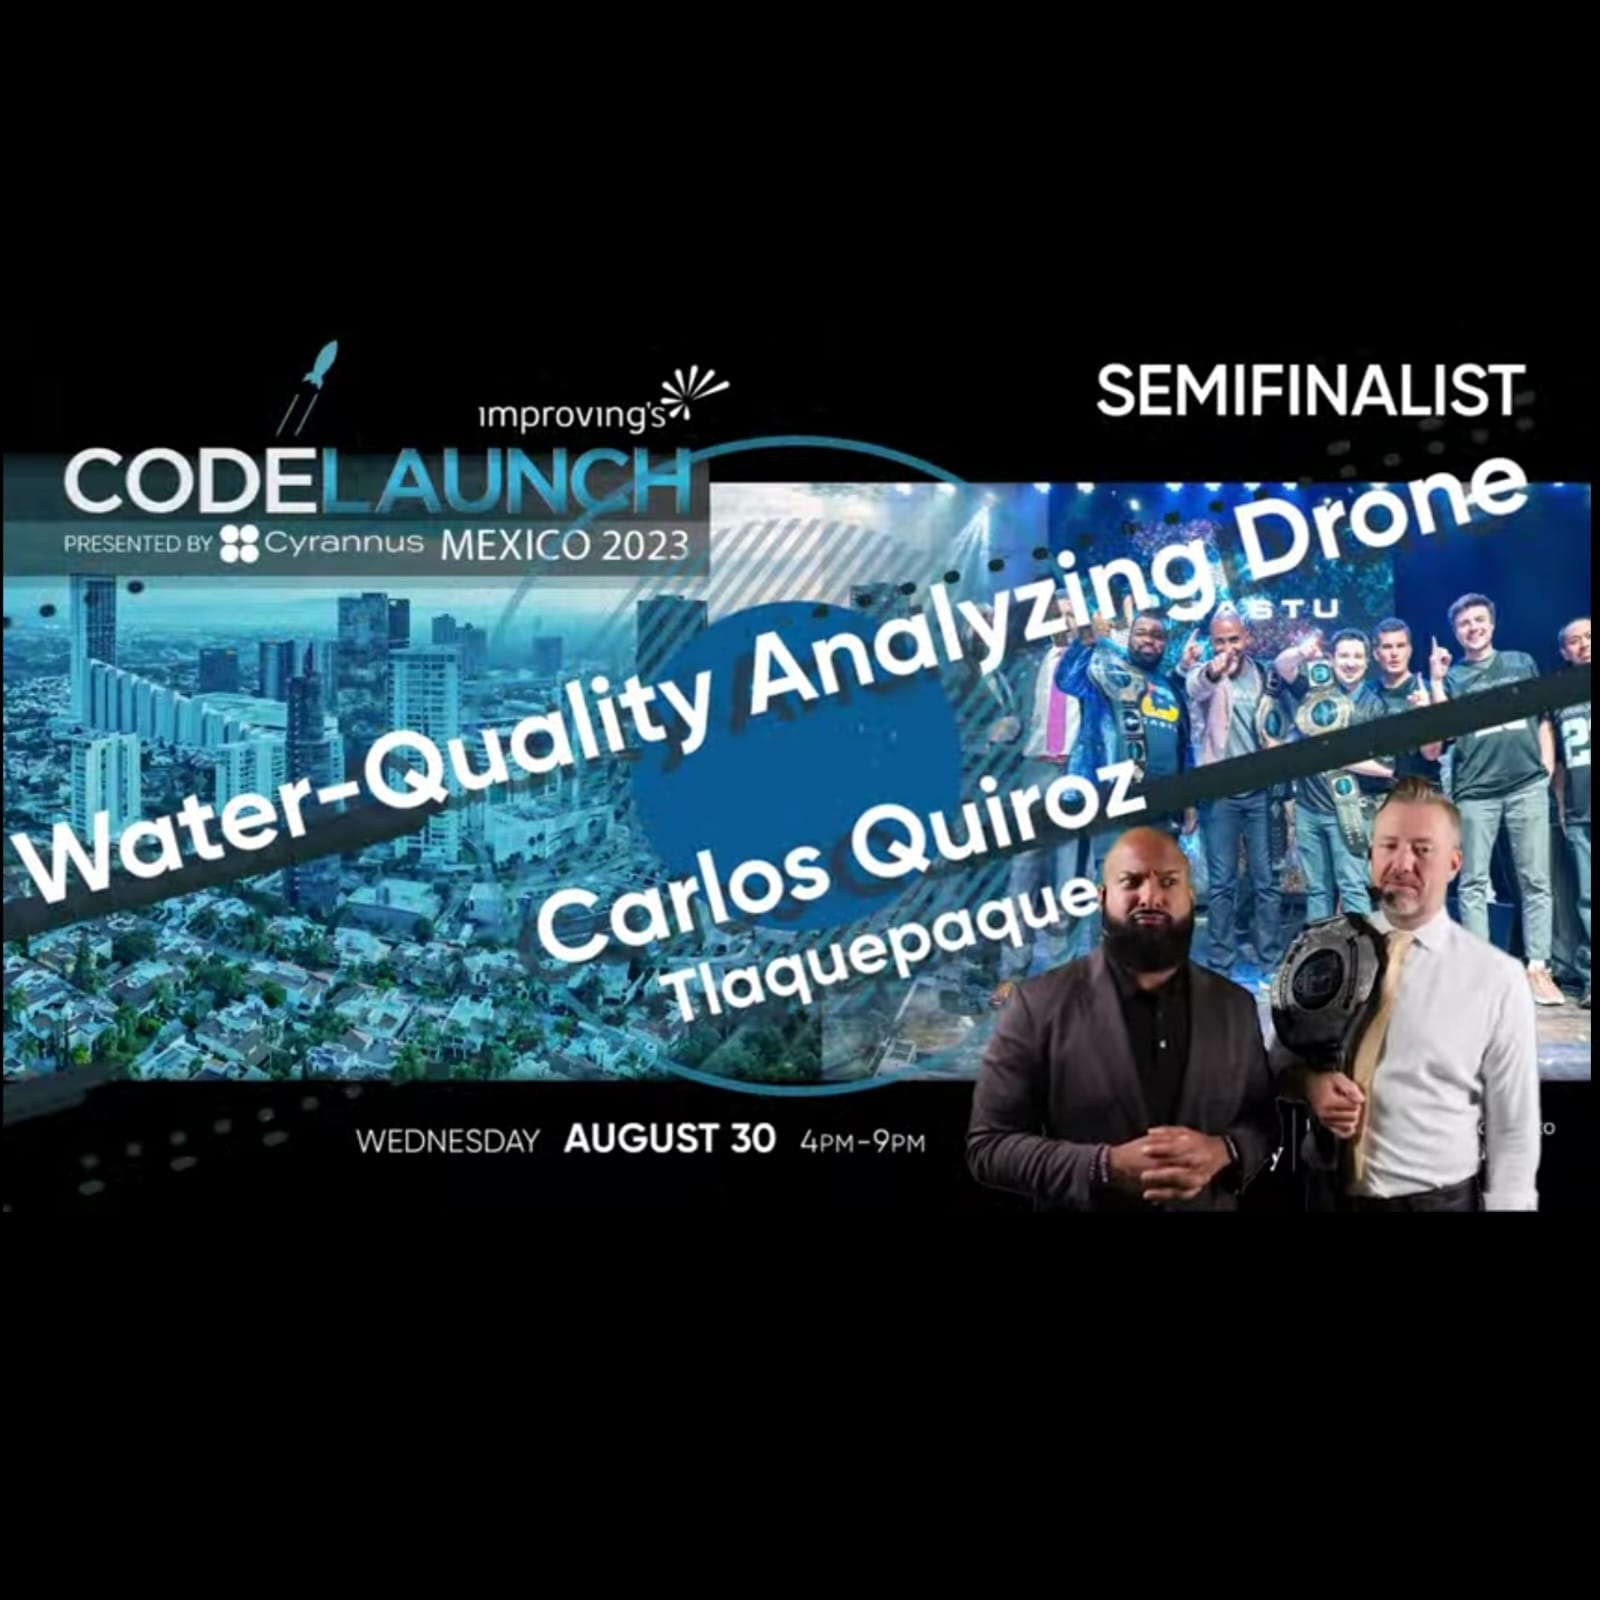 improving's
SEMIFINALIST
CODELAUNCH
PRESENTED BY Cyrannus MEXICO 2023
Water-Quality Analyzing Drone
ASTU
Carlos Quiroz
Tlaquepaque
WEDNESDAY AUGUST 30 4PM-9PM